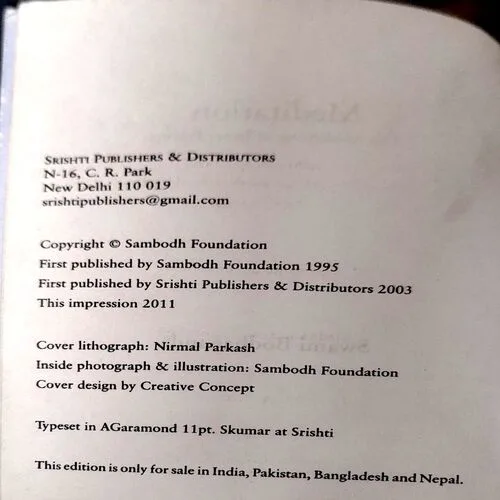 SRISHTI PUBLISHERS & DISTRIBUTORS
N-16, C. R. Park
New Delhi 110 019
srishtipublishers@gmail.com
Copyright © Sambodh Foundation
First published by Sambodh Foundation 1995
First published by Srishti Publishers & Distributors 2003
This impression 2011
Cover lithograph: Nirmal Parkash
Inside photograph & illustration: Sambodh Foundation
Cover design by Creative Concept
Typeset in AGaramond 11pt. Skumar at Srishti
This edition is only for sale in India, Pakistan, Bangladesh and Nepal.